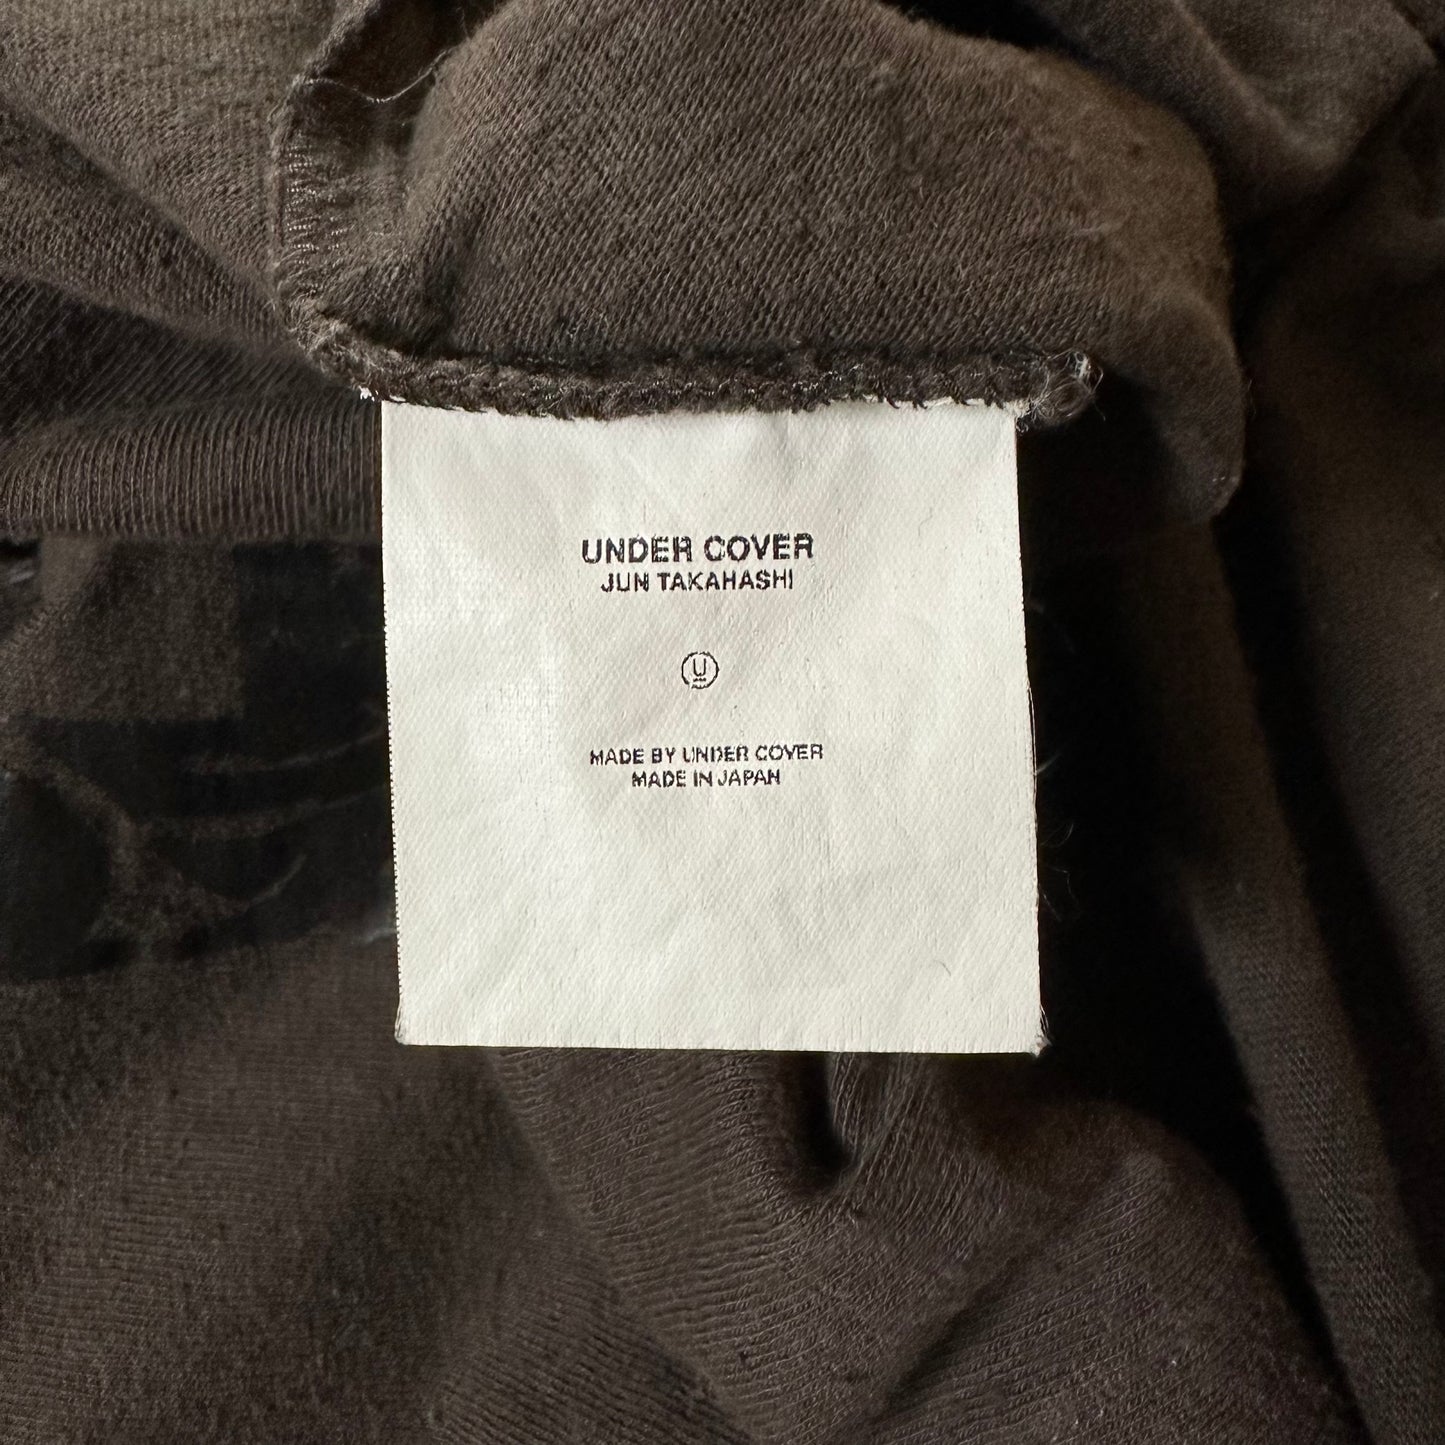 UNDER COVER
JUN TAKAHASHI
U
MADE BY UNDER COVER
MADE IN JAPAN